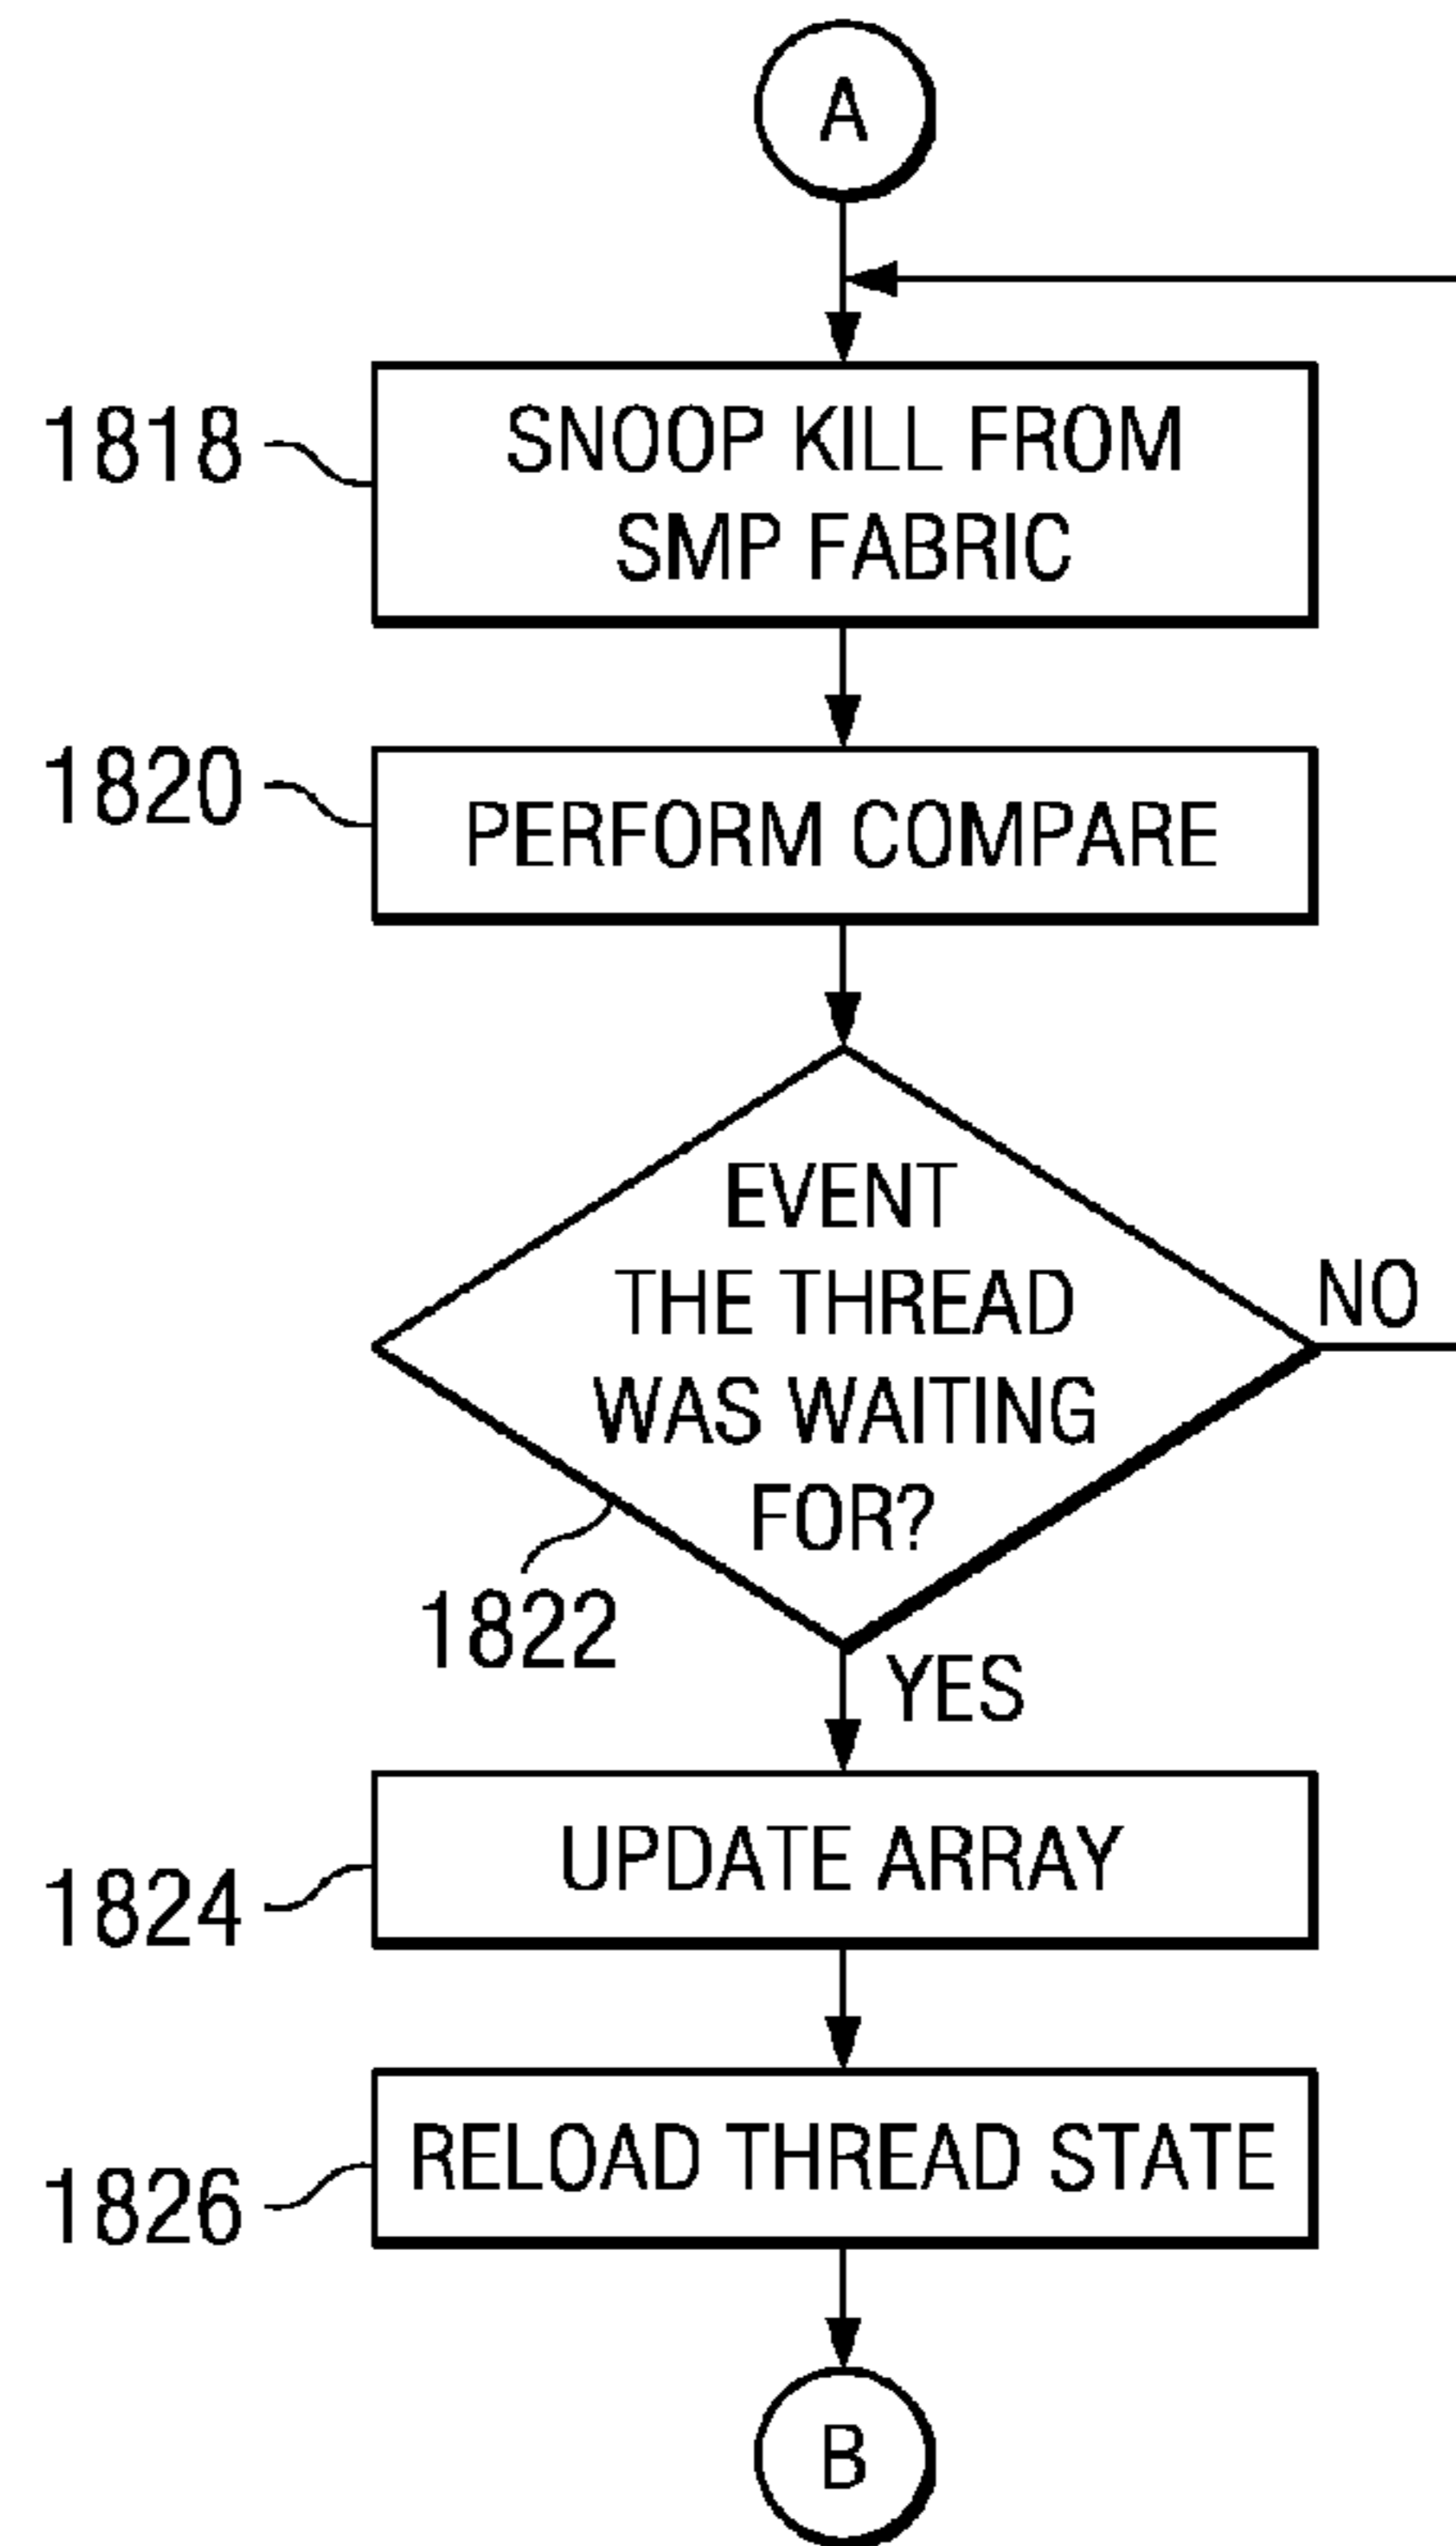 A
1818
SNOOP KILL FROM
SMP FABRIC
1820
PERFORM COMPARE
EVENT
THE THREAD
WAS WAITING
FOR?
NO
1822
YES
1824
UPDATE ARRAY
1826
RELOAD THREAD STATE
B